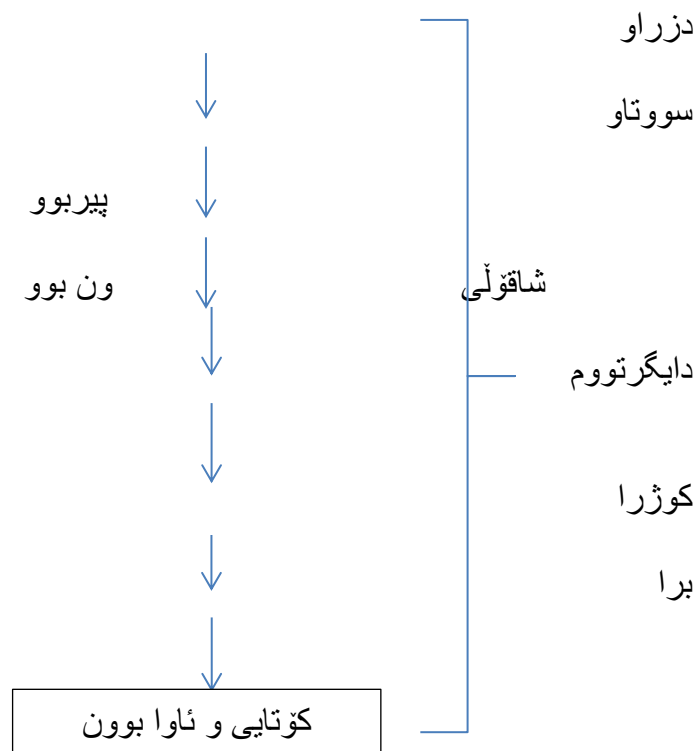 دزراو
سووتاو
پیربوو
ون بوو
شاقۆڵی
دایگرتووم
کوژرا
برا
کۆتایی و ئاوا بوون